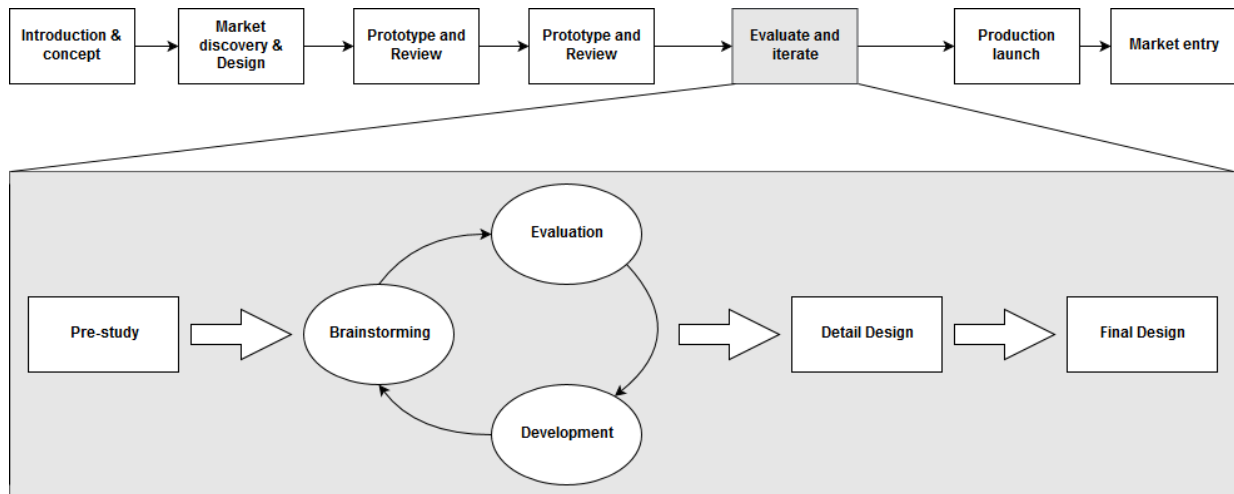 Introduction &
concept
Market
discovery &
Design
Prototype and
Review
Prototype and
Review
Evaluate and
iterate
Production
launch
Market entry
Evaluation
Pre-study
Brainstorming
Detail Design
Final Design
Development